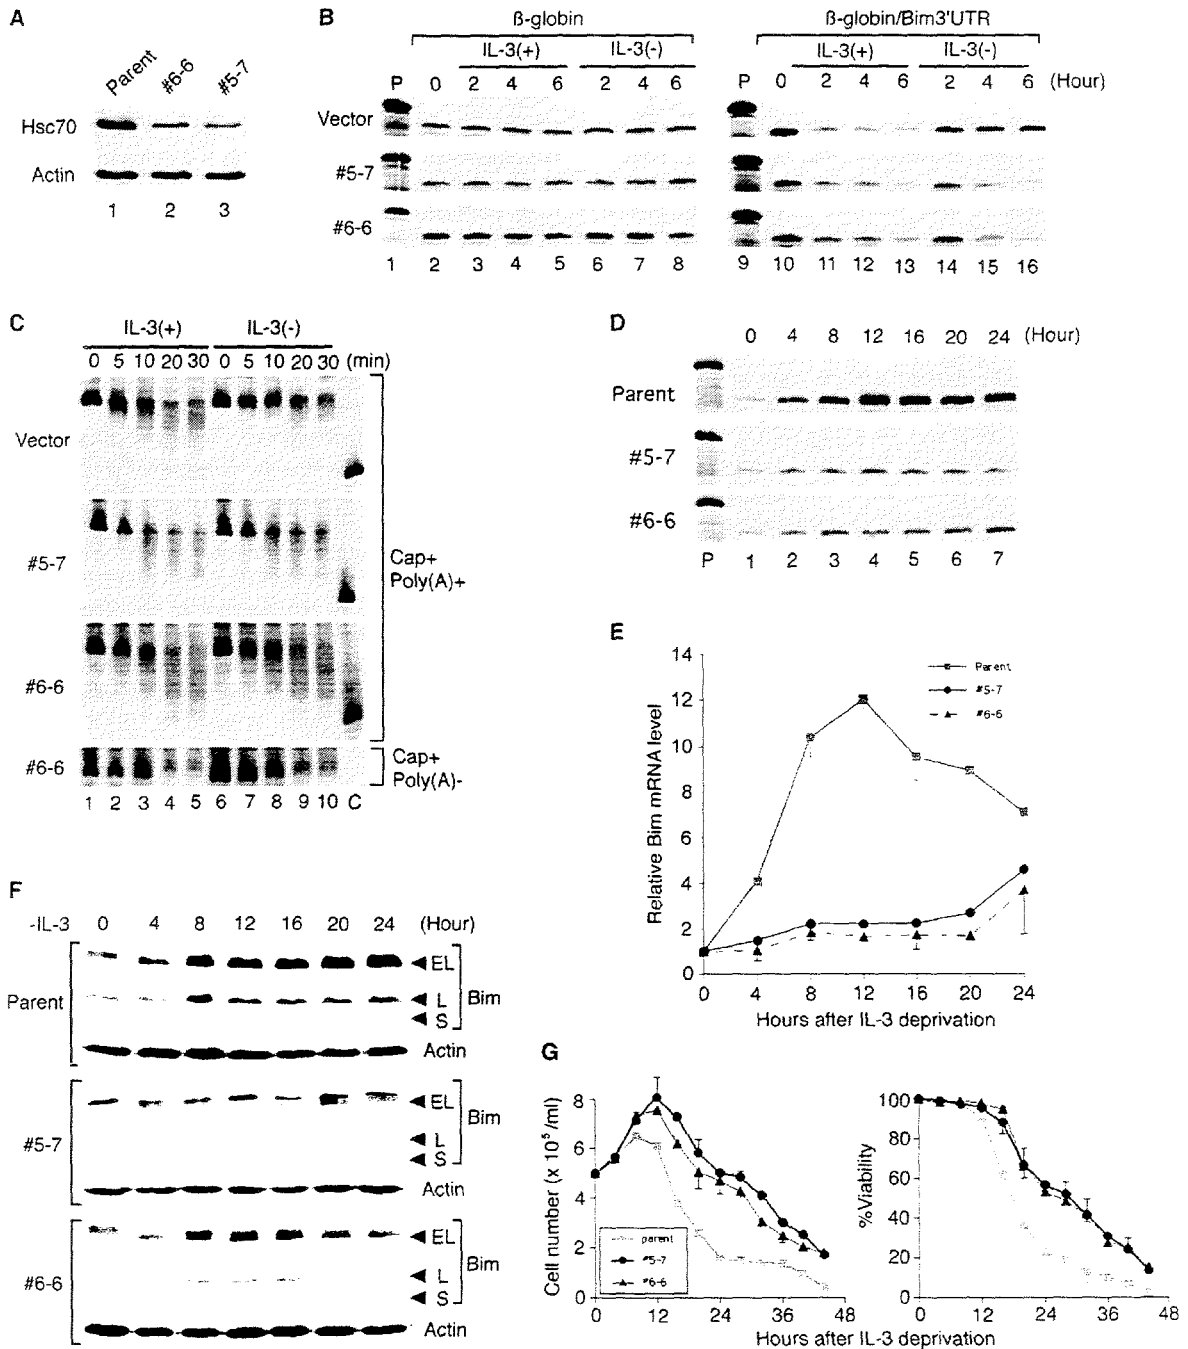 A
Parent #6-6 #5-7
Hsc70
Actin
1 2 3
B
ß-globin
ß-globin/Bim3'UTR
IL-3(+) IL-3(-)
IL-3(+) IL-3(-)
P 0 2 4 6 2 4 6
P 0 2 4 6 2 4 6 (Hour)
Vector
#5-7
#6-6
1 2 3 4 5 6 7 8
9 10 11 12 13 14 15 16
C
IL-3(+) IL-3(-)
0 5 10 20 30 0 5 10 20 30 (min)
Vector
#5-7
#6-6
Cap+
Poly(A)+
#6-6
Cap+
Poly(A)-
1 2 3 4 5 6 7 8 9 10 C
D
0 4 8 12 16 20 24 (Hour)
Parent
#5-7
#6-6
P 1 2 3 4 5 6 7
E
Relative Bim mRNA level
14
12
10
8
6
4
2
0
Parent
#5-7
#6-6
0 4 8 12 16 20 24
Hours after IL-3 deprivation
F
-IL-3 0 4 8 12 16 20 24 (Hour)
Parent
EL
L
S
Bim
Actin
#5-7
EL
L
S
Bim
Actin
#6-6
EL
L
S
Bim
Actin
G
Cell number (x 10⁵/ml)
8
6
4
2
0
parent
#5-7
#6-6
0 12 24 36 48
%Viability
100
80
60
40
20
0
0 12 24 36 48
Hours after IL-3 deprivation